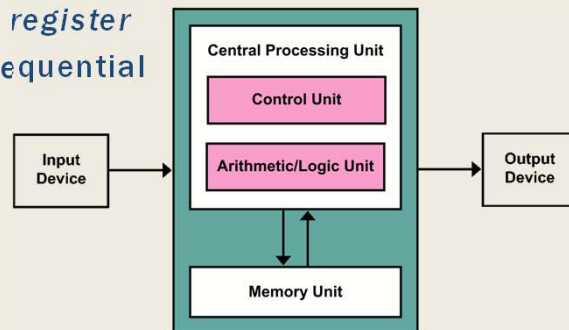 register
equential
Central Processing Unit
Control Unit
Arithmetic/Logic Unit
Input
Device
Output
Device
Memory Unit